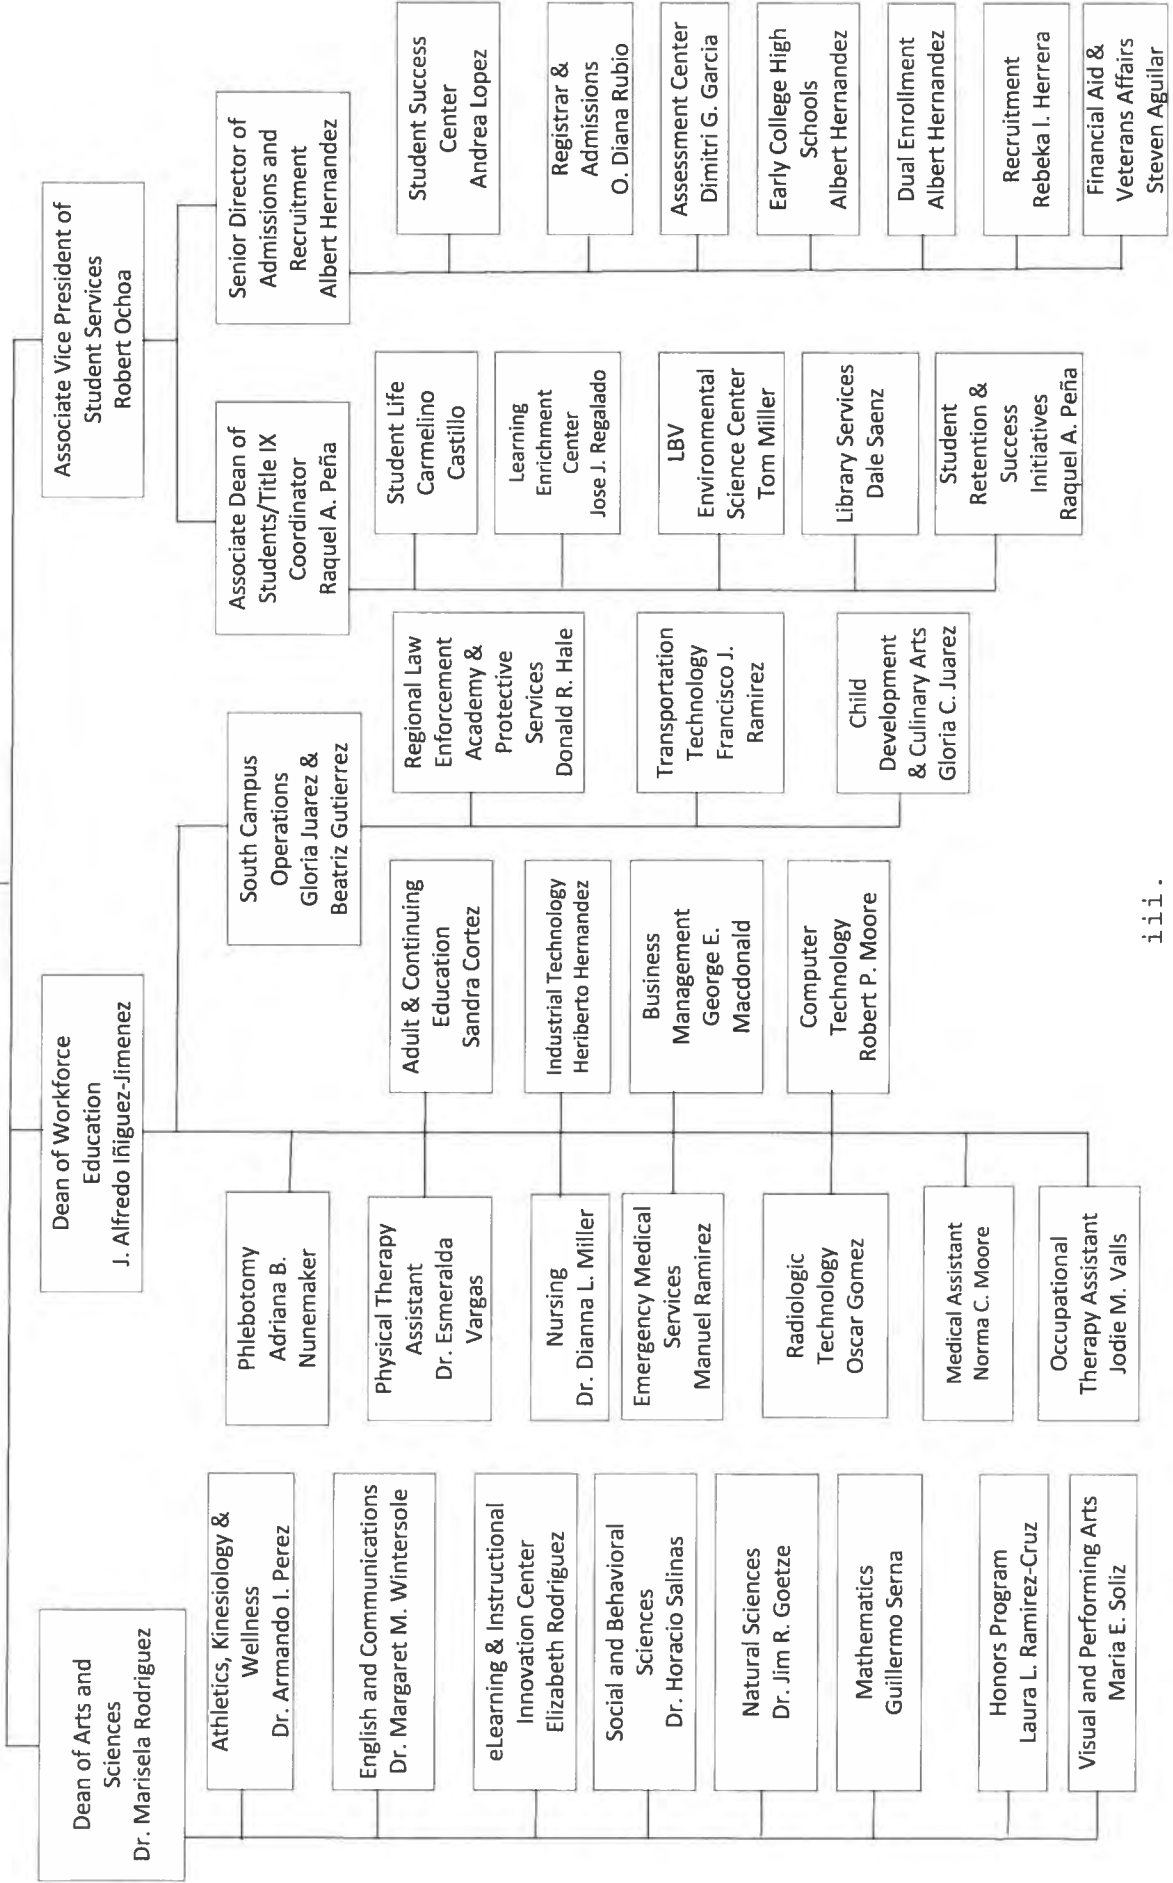 Dean of Arts and
Sciences
Dr. Marisela Rodriguez
Athletics, Kinesiology &
Wellness
Dr. Armando I. Perez
English and Communications
Dr. Margaret M. Wintersole
eLearning & Instructional
Innovation Center
Elizabeth Rodriguez
Social and Behavioral
Sciences
Dr. Horacio Salinas
Natural Sciences
Dr. Jim R. Goetze
Mathematics
Guillermo Serna
Honors Program
Laura L. Ramirez-Cruz
Visual and Performing Arts
Maria E. Soliz
Dean of Workforce
Education
J. Alfredo Iñiguez-Jimenez
Phlebotomy
Adriana B.
Nunemaker
Physical Therapy
Assistant
Dr. Esmeralda
Vargas
Nursing
Dr. Dianna L. Miller
Emergency Medical
Services
Manuel Ramirez
Radiologic
Technology
Oscar Gomez
Medical Assistant
Norma C. Moore
Occupational
Therapy Assistant
Jodie M. Valls
Adult & Continuing
Education
Sandra Cortez
Industrial Technology
Heriberto Hernandez
Business
Management
George E.
Macdonald
Computer
Technology
Robert P. Moore
South Campus
Operations
Gloria Juarez &
Beatriz Gutierrez
Regional Law
Enforcement
Academy &
Protective
Services
Donald R. Hale
Transportation
Technology
Francisco J.
Ramirez
Child
Development
& Culinary Arts
Gloria C. Juarez
Associate Vice President of
Student Services
Robert Ochoa
Associate Dean of
Students/Title IX
Coordinator
Raquel A. Peña
Student Life
Carmelino
Castillo
Learning
Enrichment
Center
Jose J. Regalado
LBV
Environmental
Science Center
Tom Miller
Library Services
Dale Saenz
Student
Retention &
Success
Initiatives
Raquel A. Peña
Senior Director of
Admissions and
Recruitment
Albert Hernandez
Student Success
Center
Andrea Lopez
Registrar &
Admissions
O. Diana Rubio
Assessment Center
Dimitri G. Garcia
Early College High
Schools
Albert Hernandez
Dual Enrollment
Albert Hernandez
Recruitment
Rebeka I. Herrera
Financial Aid &
Veterans Affairs
Steven Aguilar
iii.